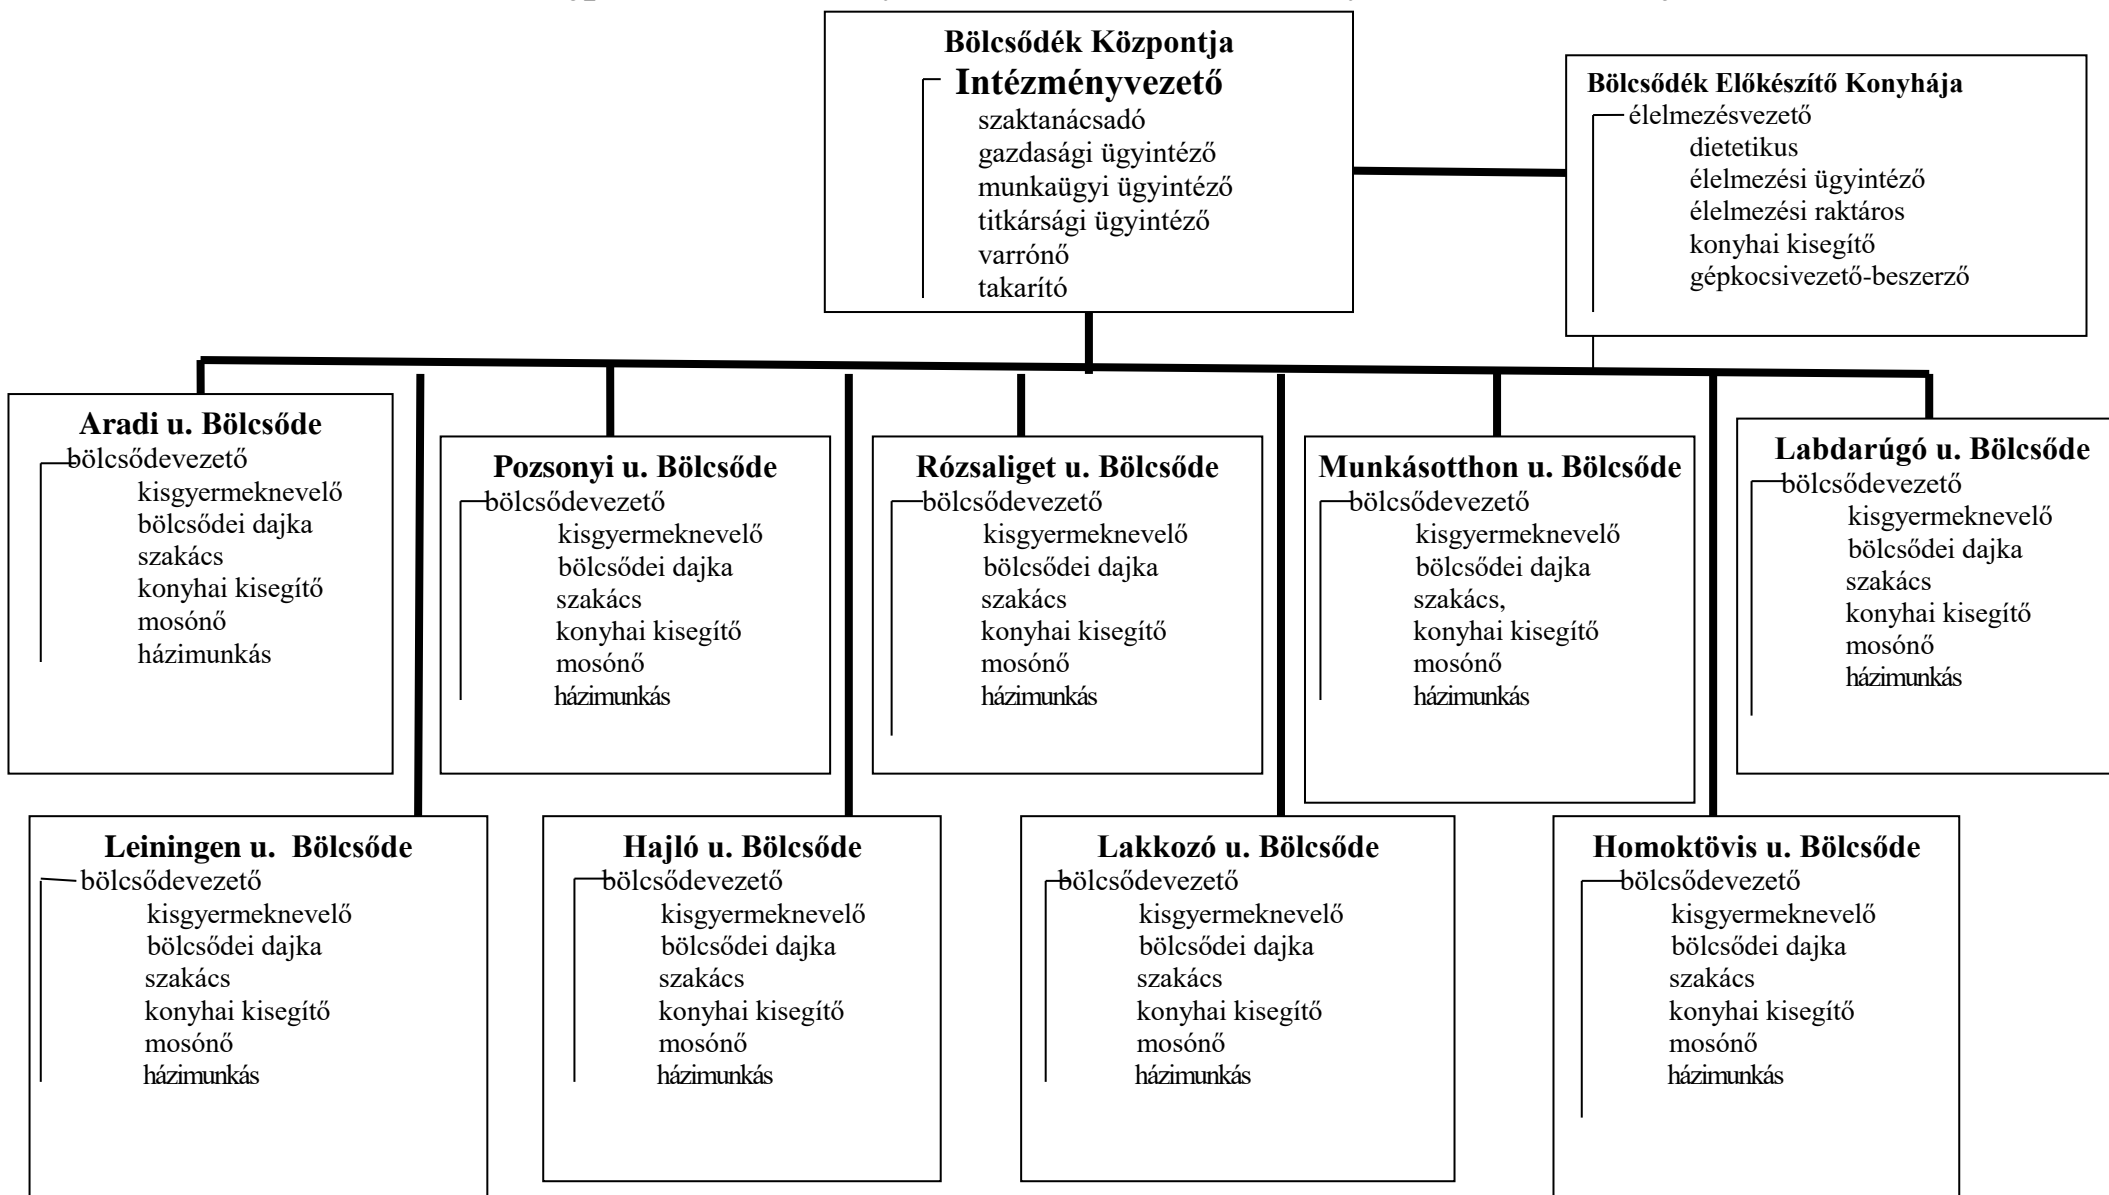 Bölcsődék Központja
Intézményvezető
szaktanácsadó
gazdasági ügyintéző
munkaügyi ügyintéző
titkársági ügyintéző
varrónő
takarító
Bölcsődék Előkészítő Konyhája
élelmezésvezető
dietetikus
élelmezési ügyintéző
élelmezési raktáros
konyhai kisegítő
gépkocsivezető-beszerző
Aradi u. Bölcsőde
bölcsődevezető
kisgyermeknevelő
bölcsődei dajka
szakács
konyhai kisegítő
mosónő
házimunkás
Pozsonyi u. Bölcsőde
bölcsődevezető
kisgyermeknevelő
bölcsődei dajka
szakács
konyhai kisegítő
mosónő
házimunkás
Rózsaliget u. Bölcsőde
bölcsődevezető
kisgyermeknevelő
bölcsődei dajka
szakács
konyhai kisegítő
mosónő
házimunkás
Munkásotthon u. Bölcsőde
bölcsődevezető
kisgyermeknevelő
bölcsődei dajka
szakács,
konyhai kisegítő
mosónő
házimunkás
Labdarúgó u. Bölcsőde
bölcsődevezető
kisgyermeknevelő
bölcsődei dajka
szakács
konyhai kisegítő
mosónő
házimunkás
Leiningen u. Bölcsőde
bölcsődevezető
kisgyermeknevelő
bölcsődei dajka
szakács
konyhai kisegítő
mosónő
házimunkás
Hajló u. Bölcsőde
bölcsődevezető
kisgyermeknevelő
bölcsődei dajka
szakács
konyhai kisegítő
mosónő
házimunkás
Lakkozó u. Bölcsőde
bölcsődevezető
kisgyermeknevelő
bölcsődei dajka
szakács
konyhai kisegítő
mosónő
házimunkás
Homoktövis u. Bölcsőde
bölcsődevezető
kisgyermeknevelő
bölcsődei dajka
szakács
konyhai kisegítő
mosónő
házimunkás